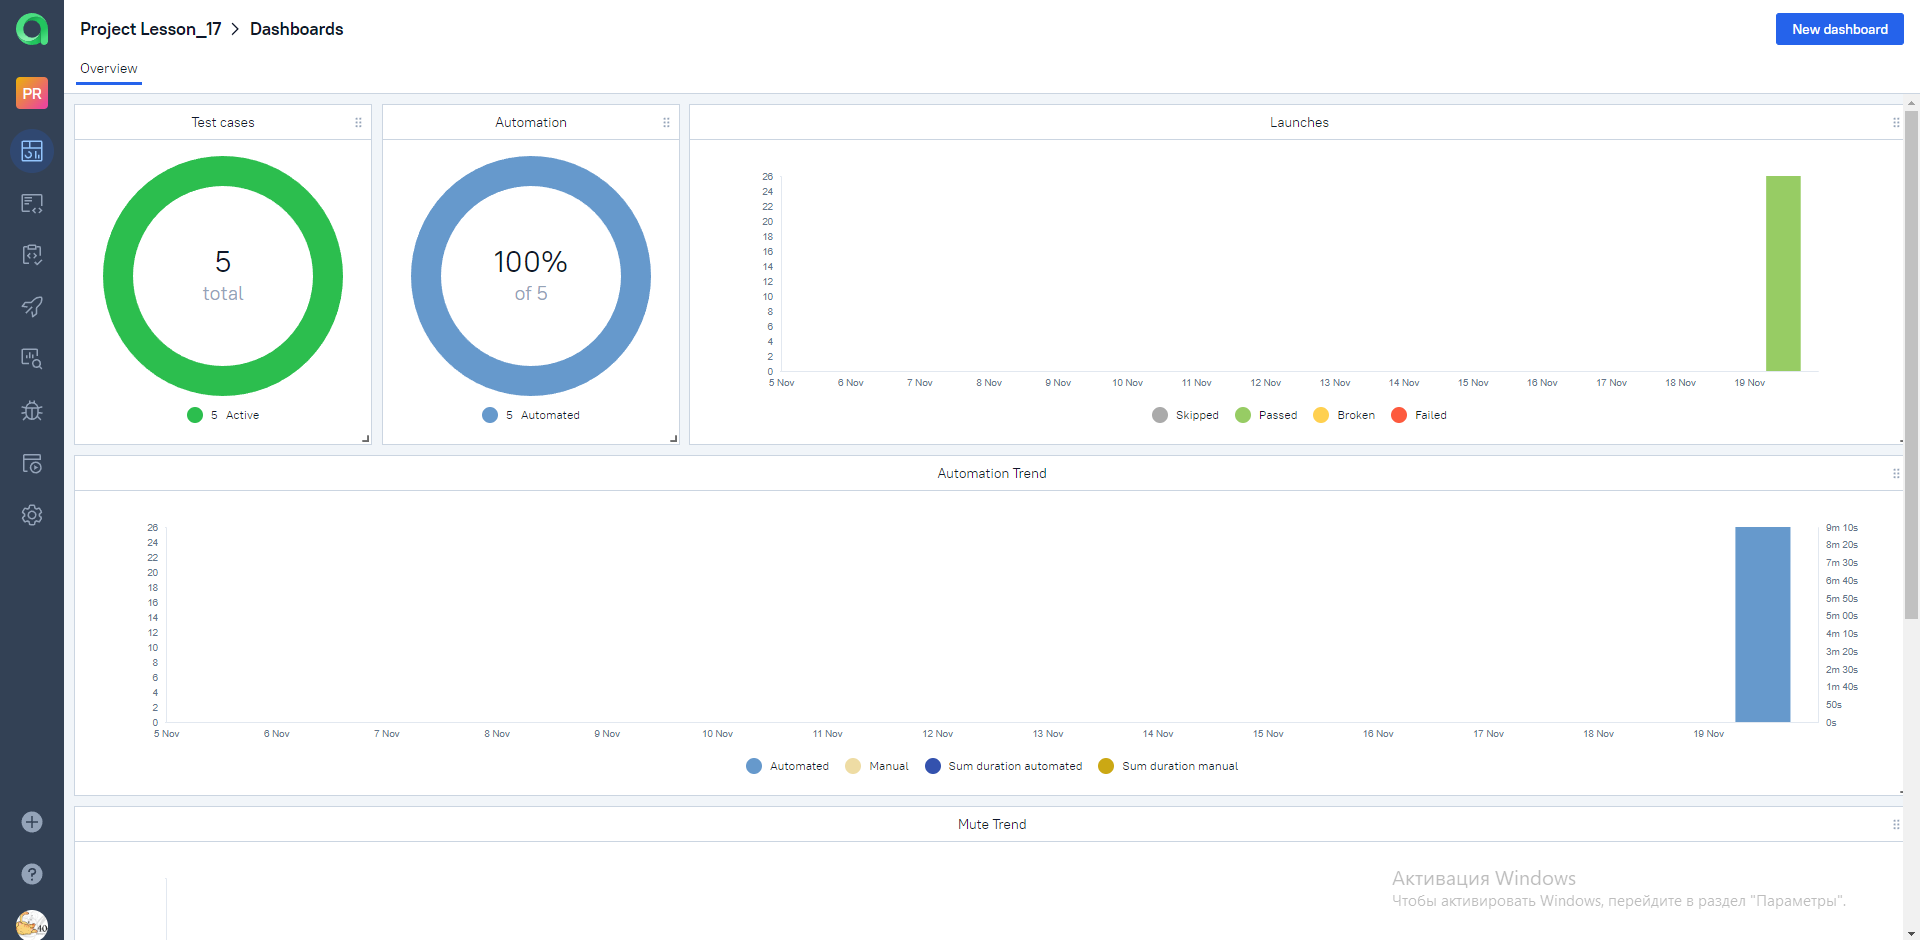 Project Lesson_17 > Dashboards
New dashboard
Overview
PR
Test cases
5
total
5 Active
Automation
100%
of 5
5 Automated
Launches
26
24
22
20
18
16
14
12
10
8
6
4
2
0
5 Nov 6 Nov 7 Nov 8 Nov 9 Nov 10 Nov 11 Nov 12 Nov 13 Nov 14 Nov 15 Nov 16 Nov 17 Nov 18 Nov 19 Nov
Skipped Passed Broken Failed
Automation Trend
26
24
22
20
18
16
14
12
10
8
6
4
2
0
9m 10s
8m 20s
7m 30s
6m 40s
5m 50s
5m 00s
4m 10s
3m 20s
2m 30s
1m 40s
50s
0s
5 Nov 6 Nov 7 Nov 8 Nov 9 Nov 10 Nov 11 Nov 12 Nov 13 Nov 14 Nov 15 Nov 16 Nov 17 Nov 18 Nov 19 Nov
Automated Manual Sum duration automated Sum duration manual
Mute Trend
Активация Windows
Чтобы активировать Windows, перейдите в раздел "Параметры".